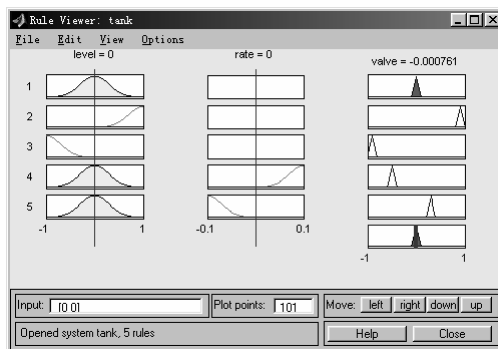 Rule Viewer: tank
File Edit View Options
level = 0 rate = 0 valve = -0.000761
1
2
3
4
5
-1 1 -0.1 0.1 -1 1
Input: [0 0] Plot points: 101 Move: left right down up
Opened system tank, 5 rules Help Close